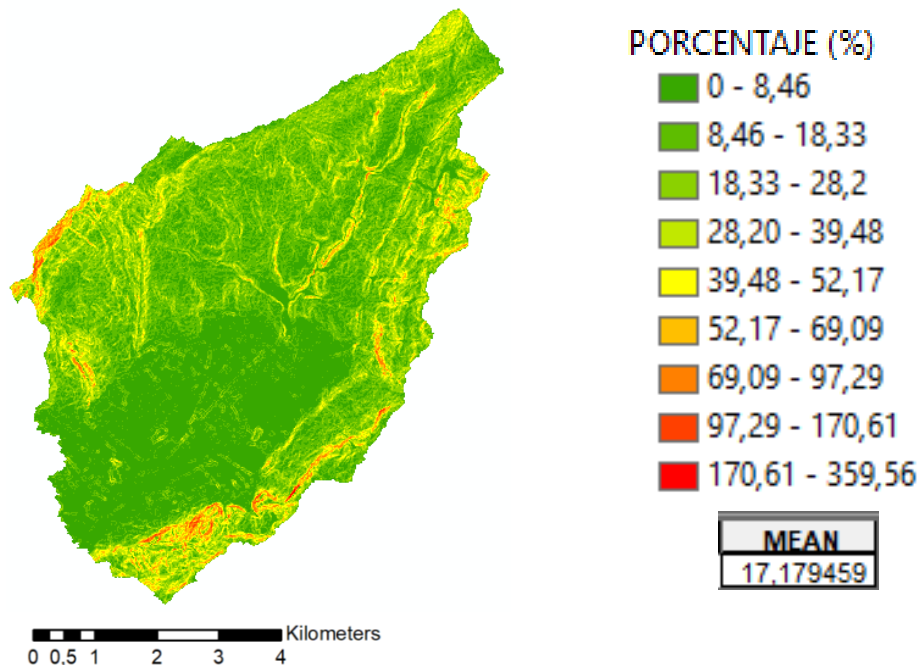 PORCENTAJE (%)
0 - 8,46
8,46 - 18,33
18,33 - 28,2
28,20 - 39,48
39,48 - 52,17
52,17 - 69,09
69,09 - 97,29
97,29 - 170,61
170,61 - 359,56
MEAN
17,179459
Kilometers
0 0,5 1 2 3 4